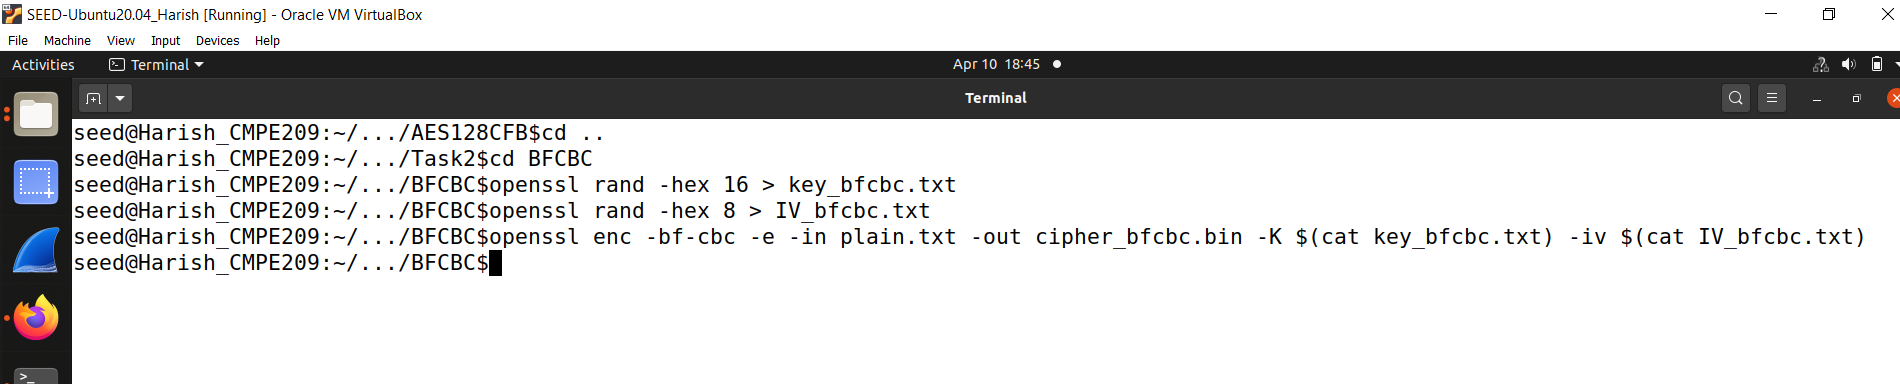 SEED-Ubuntu20.04_Harish [Running] - Oracle VM VirtualBox
File Machine View Input Devices Help
Activities Terminal Apr 10 18:45
Terminal
seed@Harish_CMPE209:~/.../AES128CFB$cd ..
seed@Harish_CMPE209:~/.../Task2$cd BFCBC
seed@Harish_CMPE209:~/.../BFCBC$openssl rand -hex 16 > key_bfcbc.txt
seed@Harish_CMPE209:~/.../BFCBC$openssl rand -hex 8 > IV_bfcbc.txt
seed@Harish_CMPE209:~/.../BFCBC$openssl enc -bf-cbc -e -in plain.txt -out cipher_bfcbc.bin -K $(cat key_bfcbc.txt) -iv $(cat IV_bfcbc.txt)
seed@Harish_CMPE209:~/.../BFCBC$